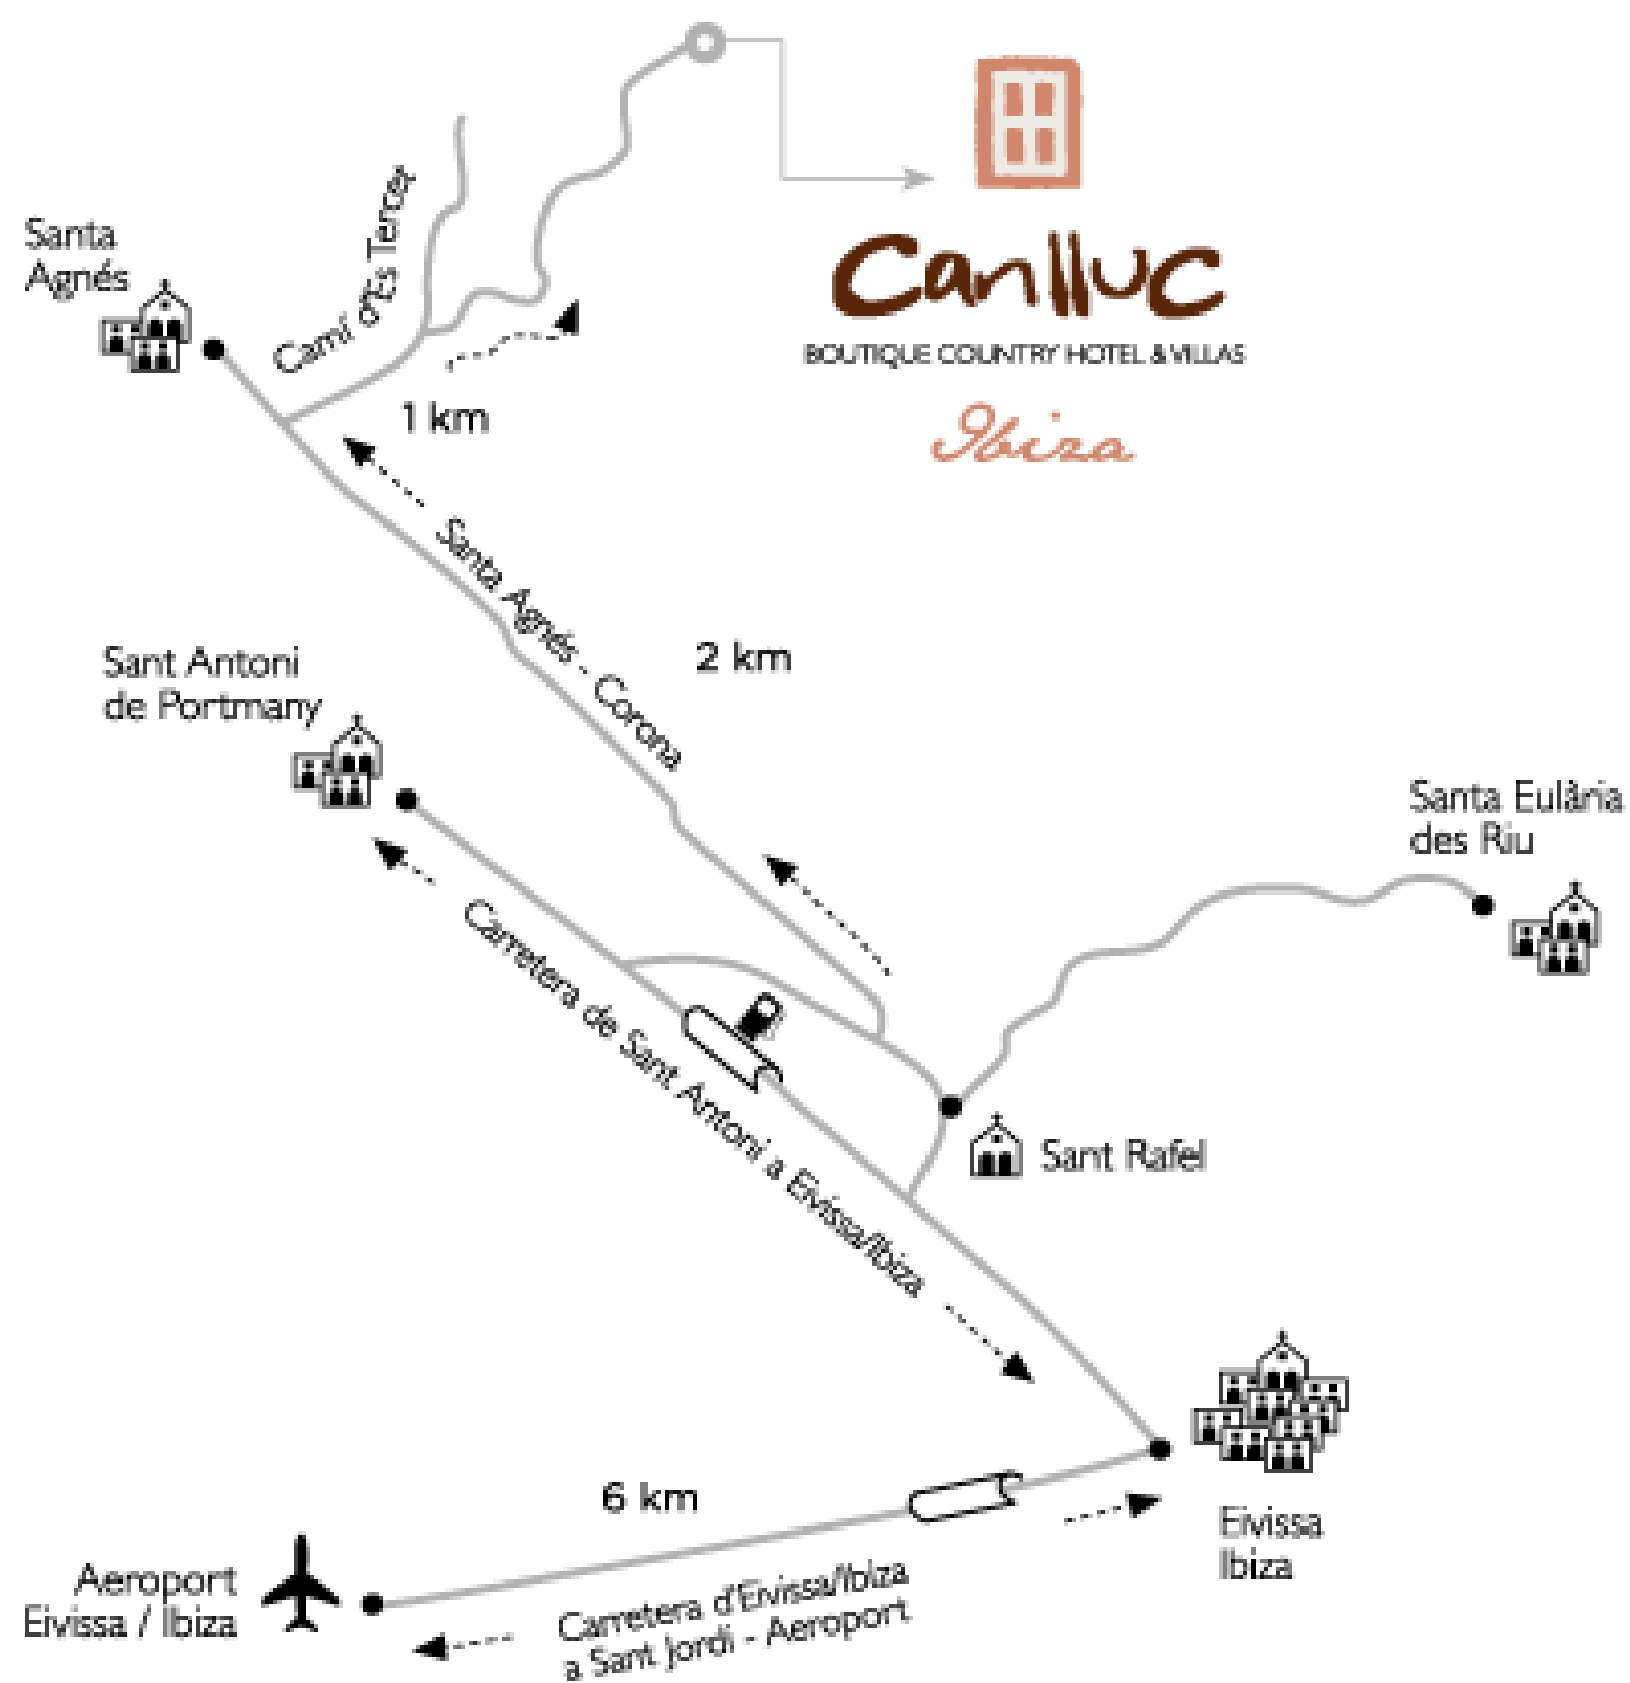 Santa
Agnés
Camí d'Es Tercer
canlluc
BOUTIQUE COUNTRY HOTEL & VILLAS
Ibiza
1 km
Santa Agnés - Corona
2 km
Sant Antoni
de Portmany
Santa Eulària
des Riu
Carretera de Sant Antoni a Eivissa/Ibiza
Sant Rafel
6 km
Eivissa
Ibiza
Aeroport
Eivissa / Ibiza
Carretera d'Eivissa/Ibiza
a Sant Jordi - Aeroport